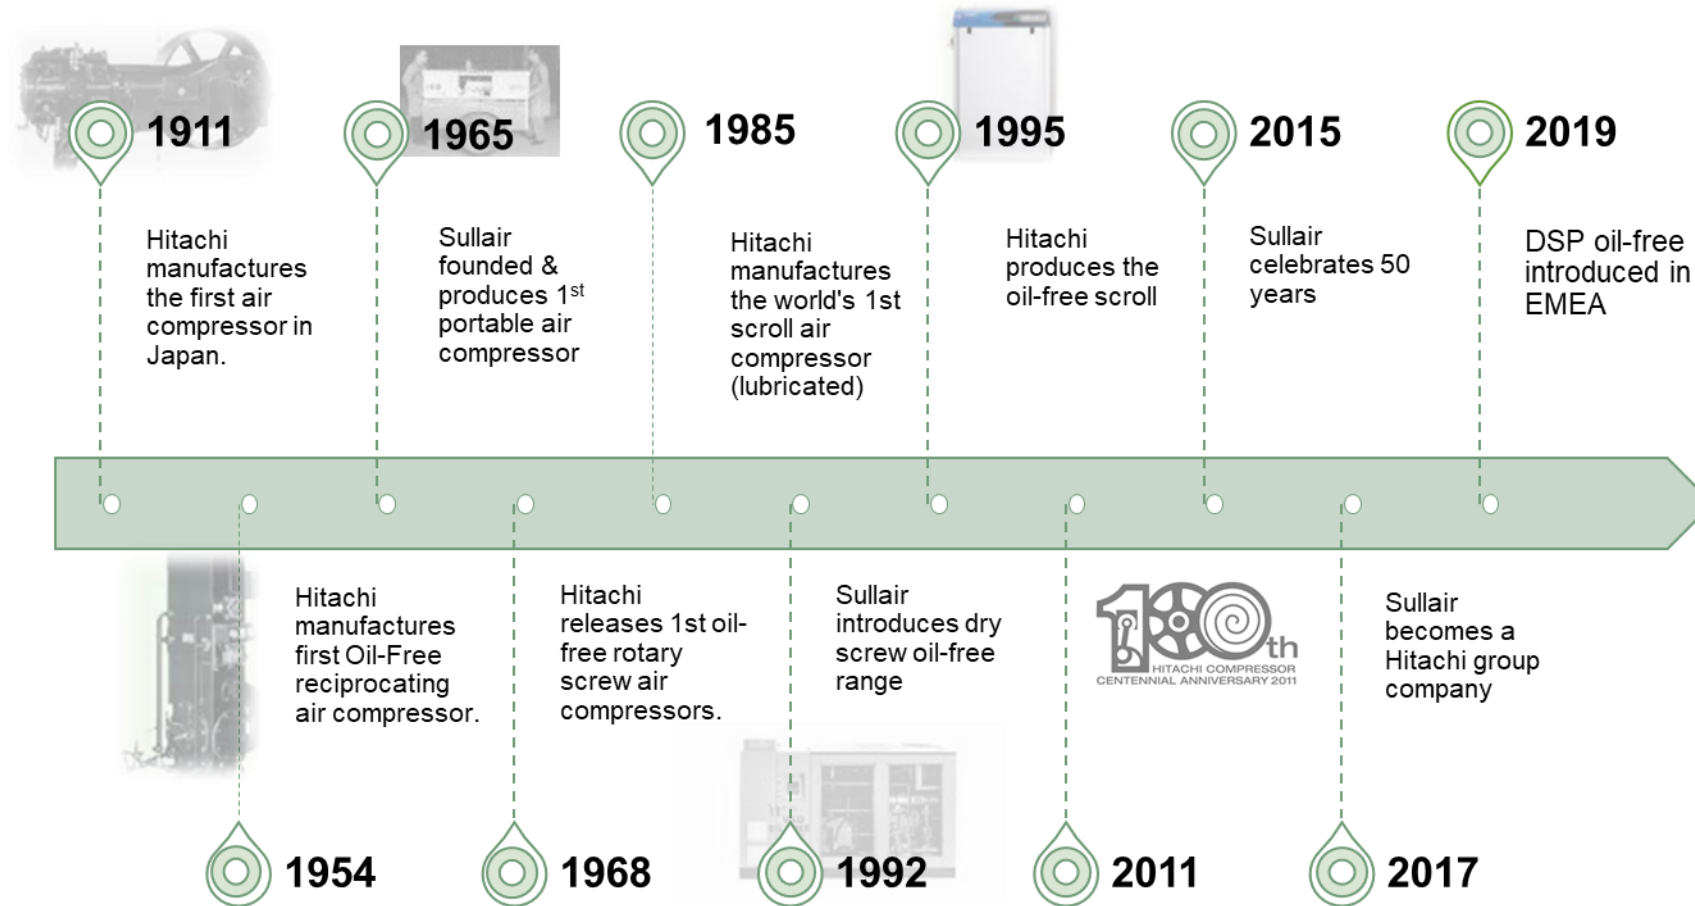 1911
Hitachi
manufactures
the first air
compressor in
Japan.
1965
Sullair
founded &
produces 1st
portable air
compressor
1985
Hitachi
manufactures
the world's 1st
scroll air
compressor
(lubricated)
1995
Hitachi
produces the
oil-free scroll
2015
Sullair
celebrates 50
years
2019
DSP oil-free
introduced in
EMEA
Hitachi
manufactures
first Oil-Free
reciprocating
air compressor.
1954
Hitachi
releases 1st oil-
free rotary
screw air
compressors.
1968
Sullair
introduces dry
screw oil-free
range
1992
100th
HITACHI COMPRESSOR
CENTENNIAL ANNIVERSARY 2011
2011
Sullair
becomes a
Hitachi group
company
2017